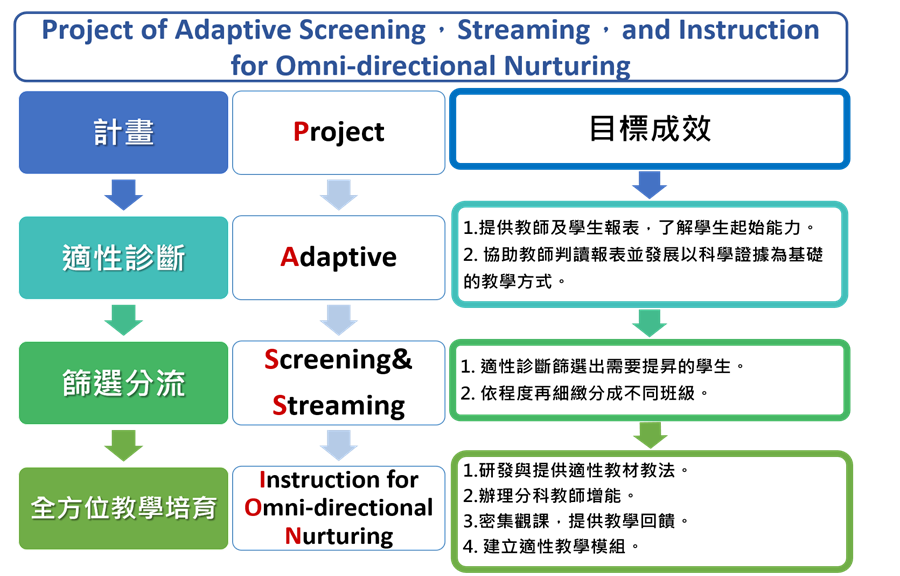 Project of Adaptive Screening，Streaming，and Instruction
for Omni-directional Nurturing
計畫
Project
目標成效
適性診斷
Adaptive
1.提供教師及學生報表，了解學生起始能力。
2. 協助教師判讀報表並發展以科學證據為基礎
的教學方式。
篩選分流
Screening&
Streaming
1. 適性診斷篩選出需要提昇的學生。
2. 依程度再細緻分成不同班級。
全方位教學培育
Instruction for
Omni-directional
Nurturing
1.研發與提供適性教材教法。
2.辦理分科教師增能。
3.密集觀課，提供教學回饋。
4. 建立適性教學模組。